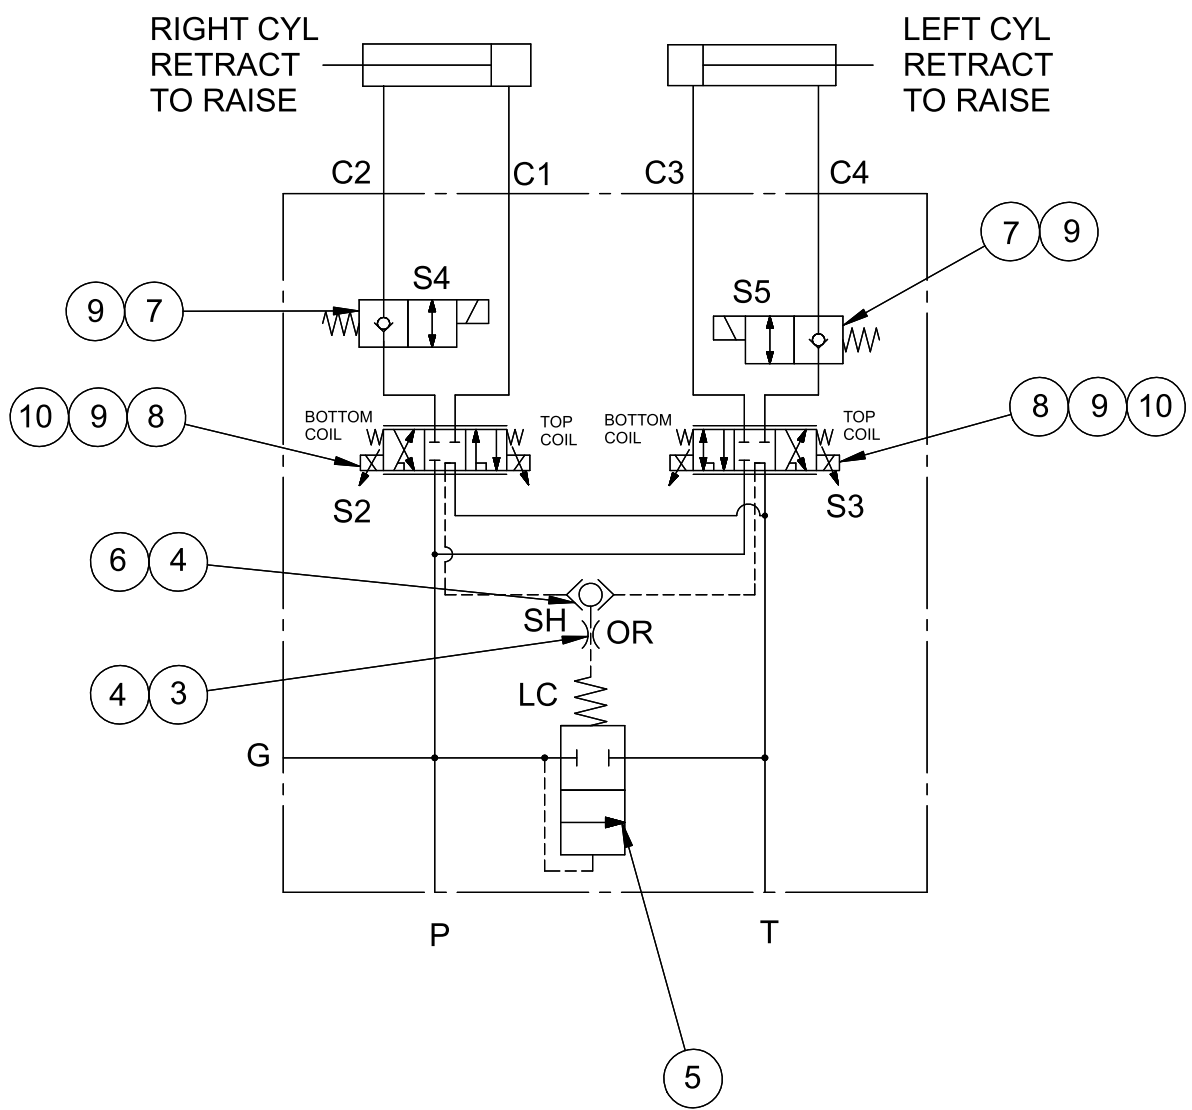 RIGHT CYL
RETRACT
TO RAISE
LEFT CYL
RETRACT
TO RAISE
C2
C1
C3
C4
7
9
S4
S5
9
7
10
9
8
BOTTOM
COIL
TOP
COIL
BOTTOM
COIL
TOP
COIL
8
9
10
S2
S3
6
4
SH
OR
4
3
LC
G
P
T
5